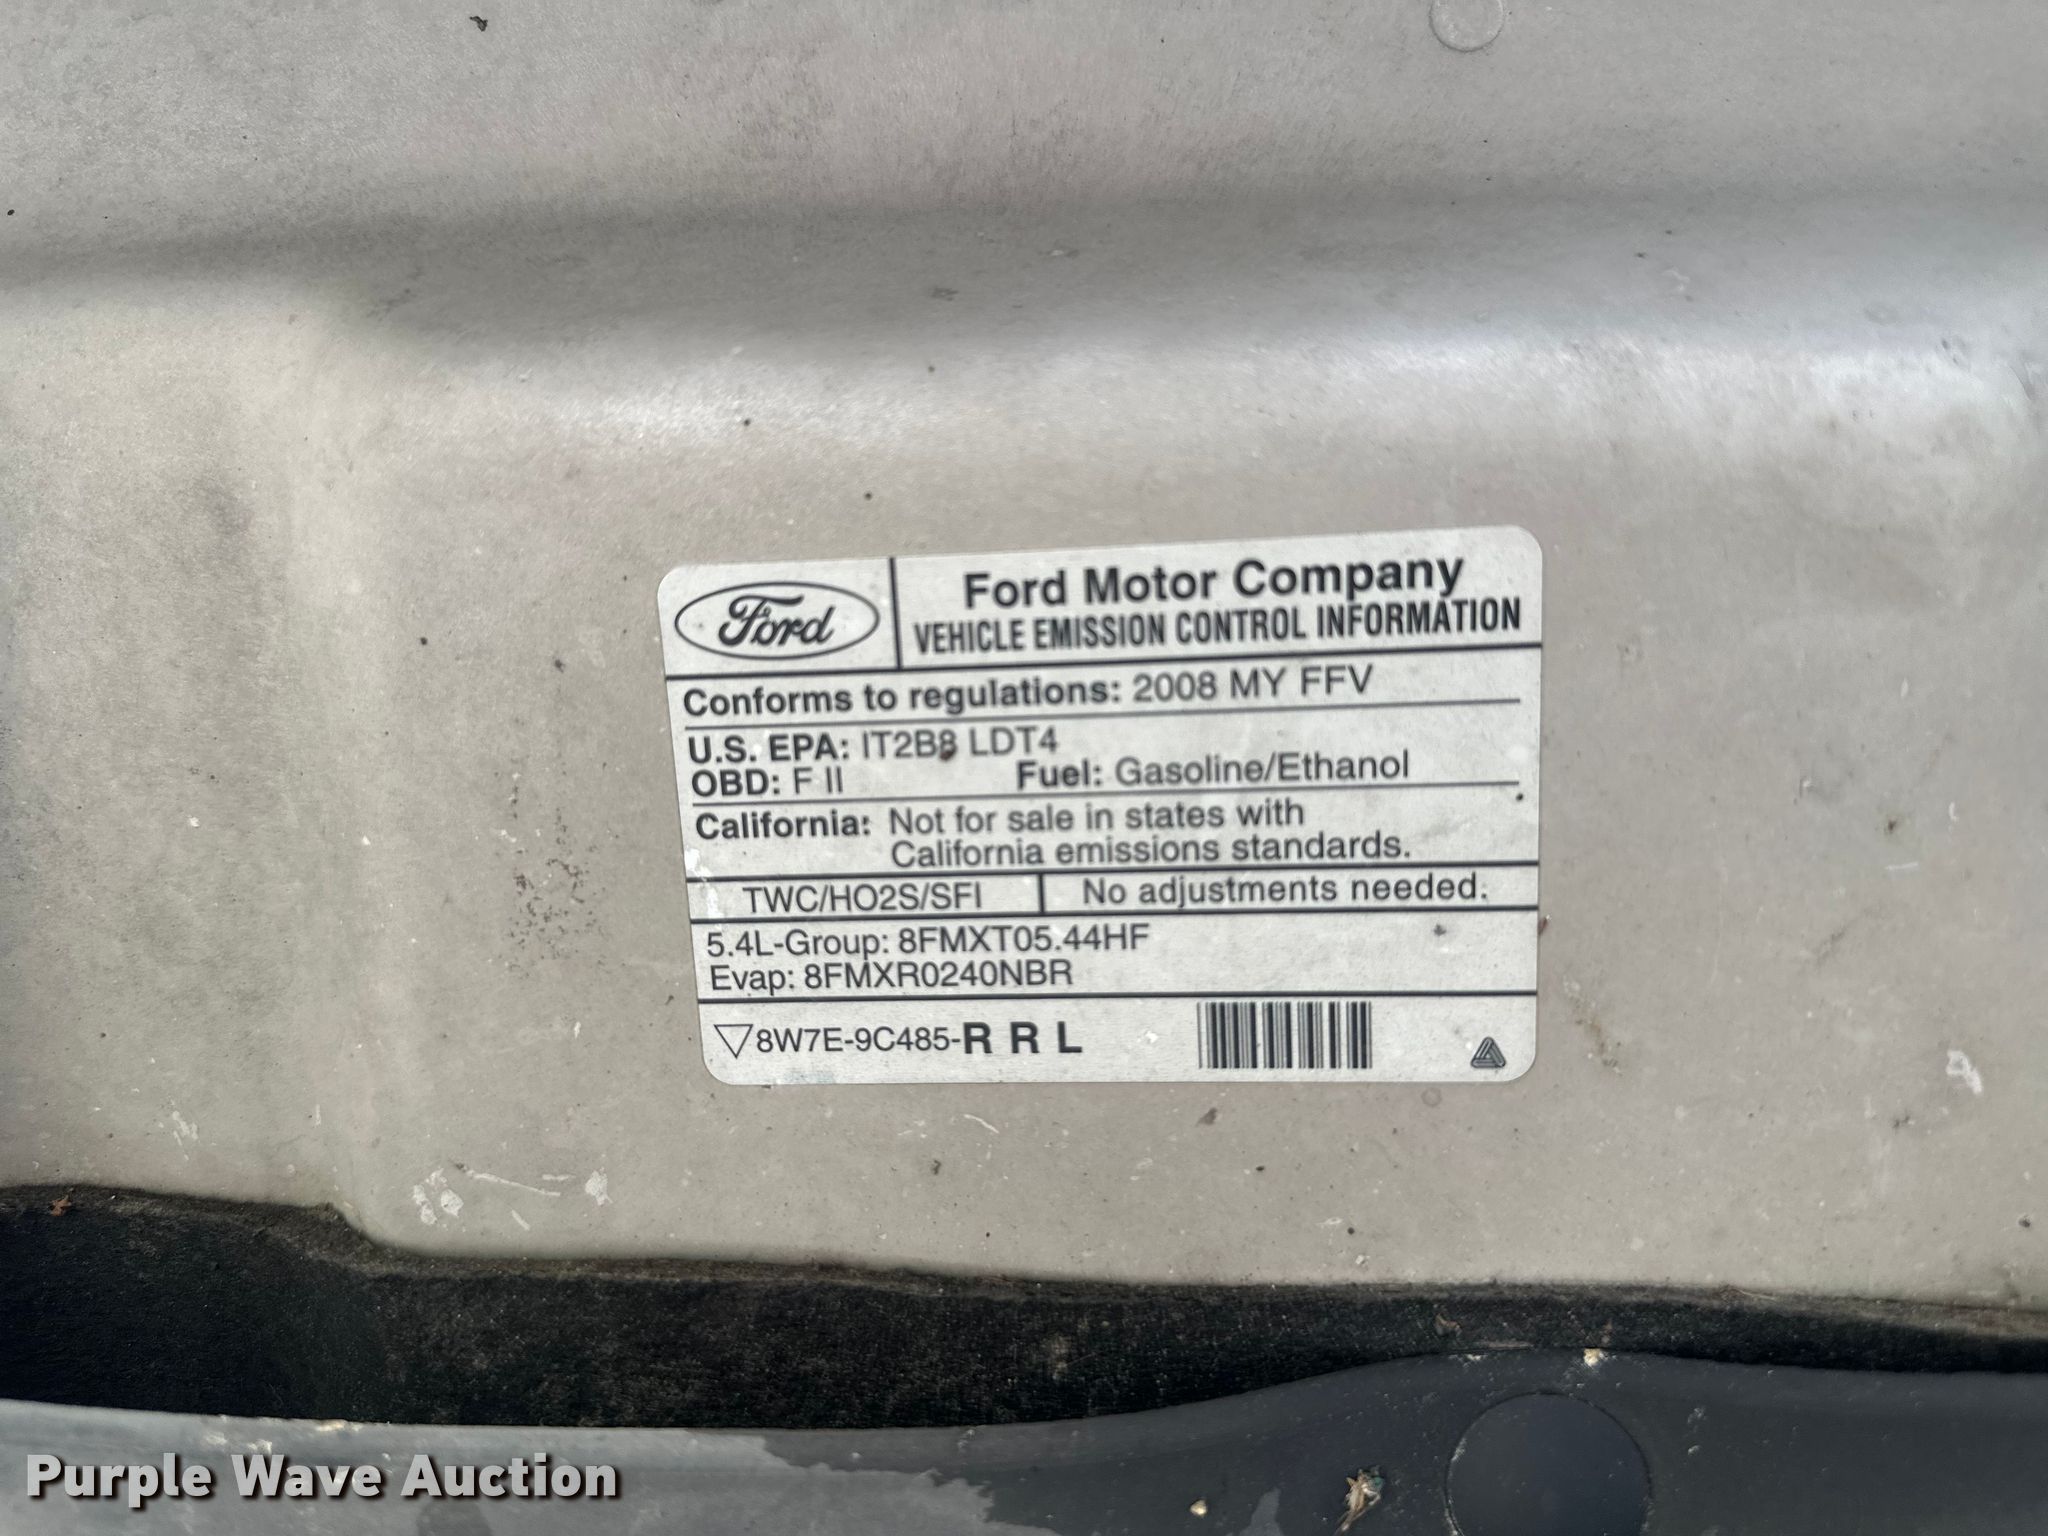 Ford
Ford Motor Company
VEHICLE EMISSION CONTROL INFORMATION
Conforms to regulations: 2008 MY FFV
U.S. EPA: IT2B8 LDT4
OBD: F II Fuel: Gasoline/Ethanol
California: Not for sale in states with
California emissions standards.
TWC/HO2S/SFI No adjustments needed.
5.4L-Group: 8FMXT05.44HF
Evap: 8FMXR0240NBR
8W7E-9C485-R R L
Purple Wave Auction